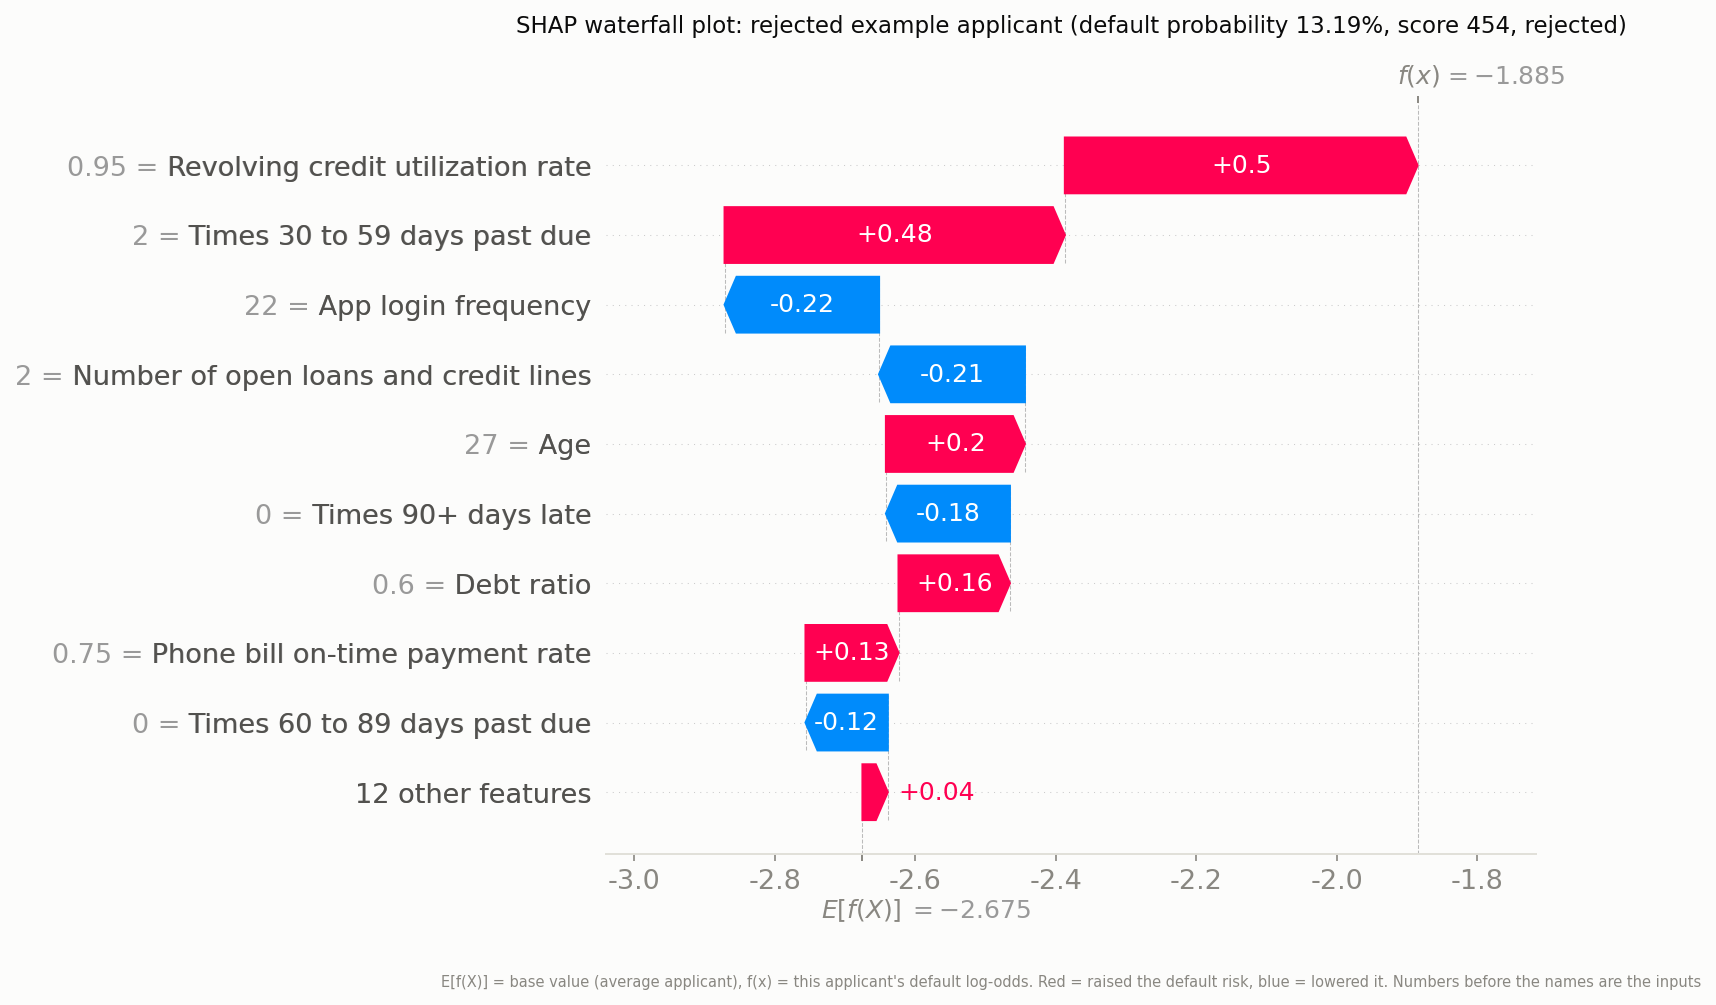 SHAP waterfall plot: rejected example applicant (default probability 13.19%, score 454, rejected)
f(x) = −1.885
0.95 = Revolving credit utilization rate
+0.5
2 = Times 30 to 59 days past due
+0.48
22 = App login frequency
-0.22
2 = Number of open loans and credit lines
-0.21
27 = Age
+0.2
0 = Times 90+ days late
-0.18
0.6 = Debt ratio
+0.16
0.75 = Phone bill on-time payment rate
+0.13
0 = Times 60 to 89 days past due
-0.12
12 other features
+0.04
-3.0 -2.8 -2.6 -2.4 -2.2 -2.0 -1.8
E[f(X)] = −2.675
E[f(X)] = base value (average applicant), f(x) = this applicant's default log-odds. Red = raised the default risk, blue = lowered it. Numbers before the names are the inputs